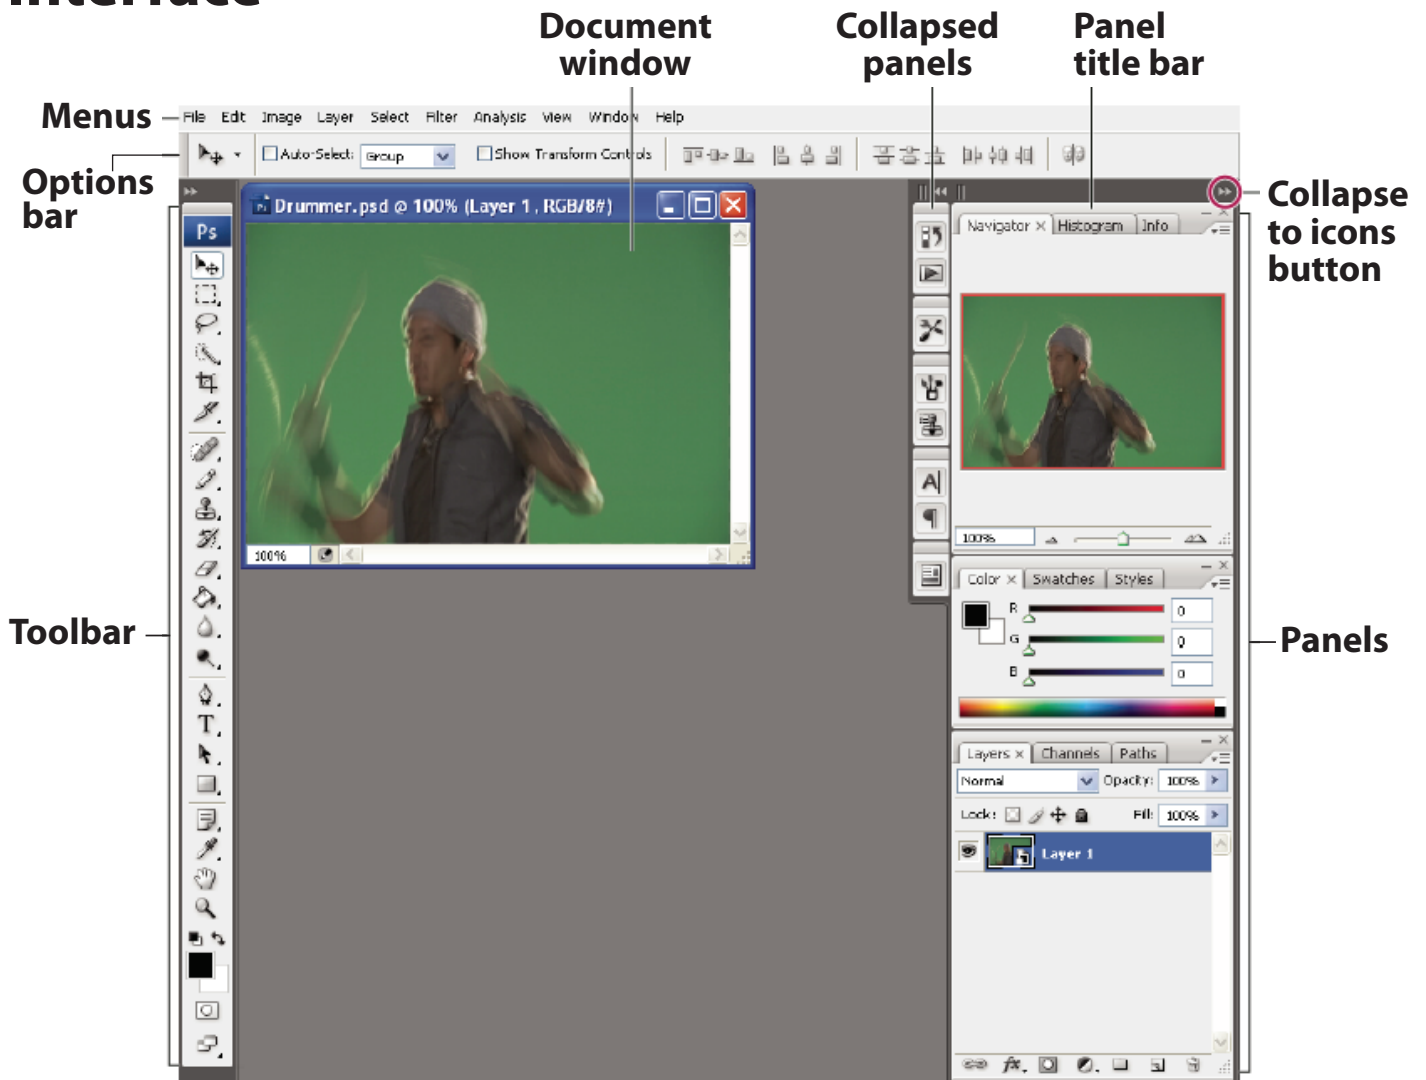 Interface
Document window
Collapsed panels
Panel title bar
Menus
File Edit Image Layer Select Filter Analysis View Window Help
Options bar
Auto-Select: Group Show Transform Controls
Collapse to icons button
Drummer.psd @ 100% (Layer 1, RGB/8#)
Ps
Navigator × Histogram Info
A
100%
100%
Color × Swatches Styles
R 0
G 0
B 0
Toolbar
T
Panels
Layers × Channels Paths
Normal Opacity: 100%
Lock: Fill: 100%
Layer 1
fx.